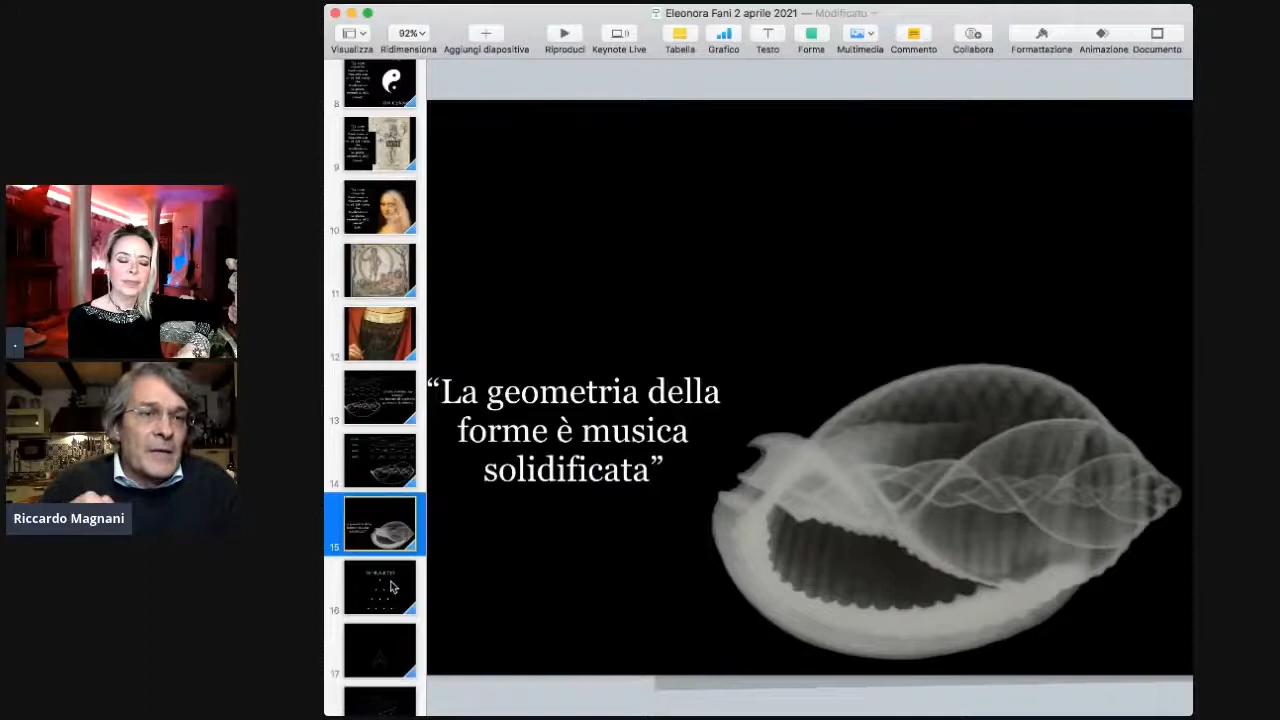 Eleonora Fani 2 aprile 2021 — Modificato
92%
Visualizza
Ridimensiona
Aggiungi diapositiva
Riproduci
Keynote Live
Tabella
Grafico
Testo
Forme
Multimedia
Commento
Collabora
Formattazione
Animazione
Documento
8
9
10
11
12
13
14
15
16
17
“La geometria della
forme è musica
solidificata”
Riccardo Magnani